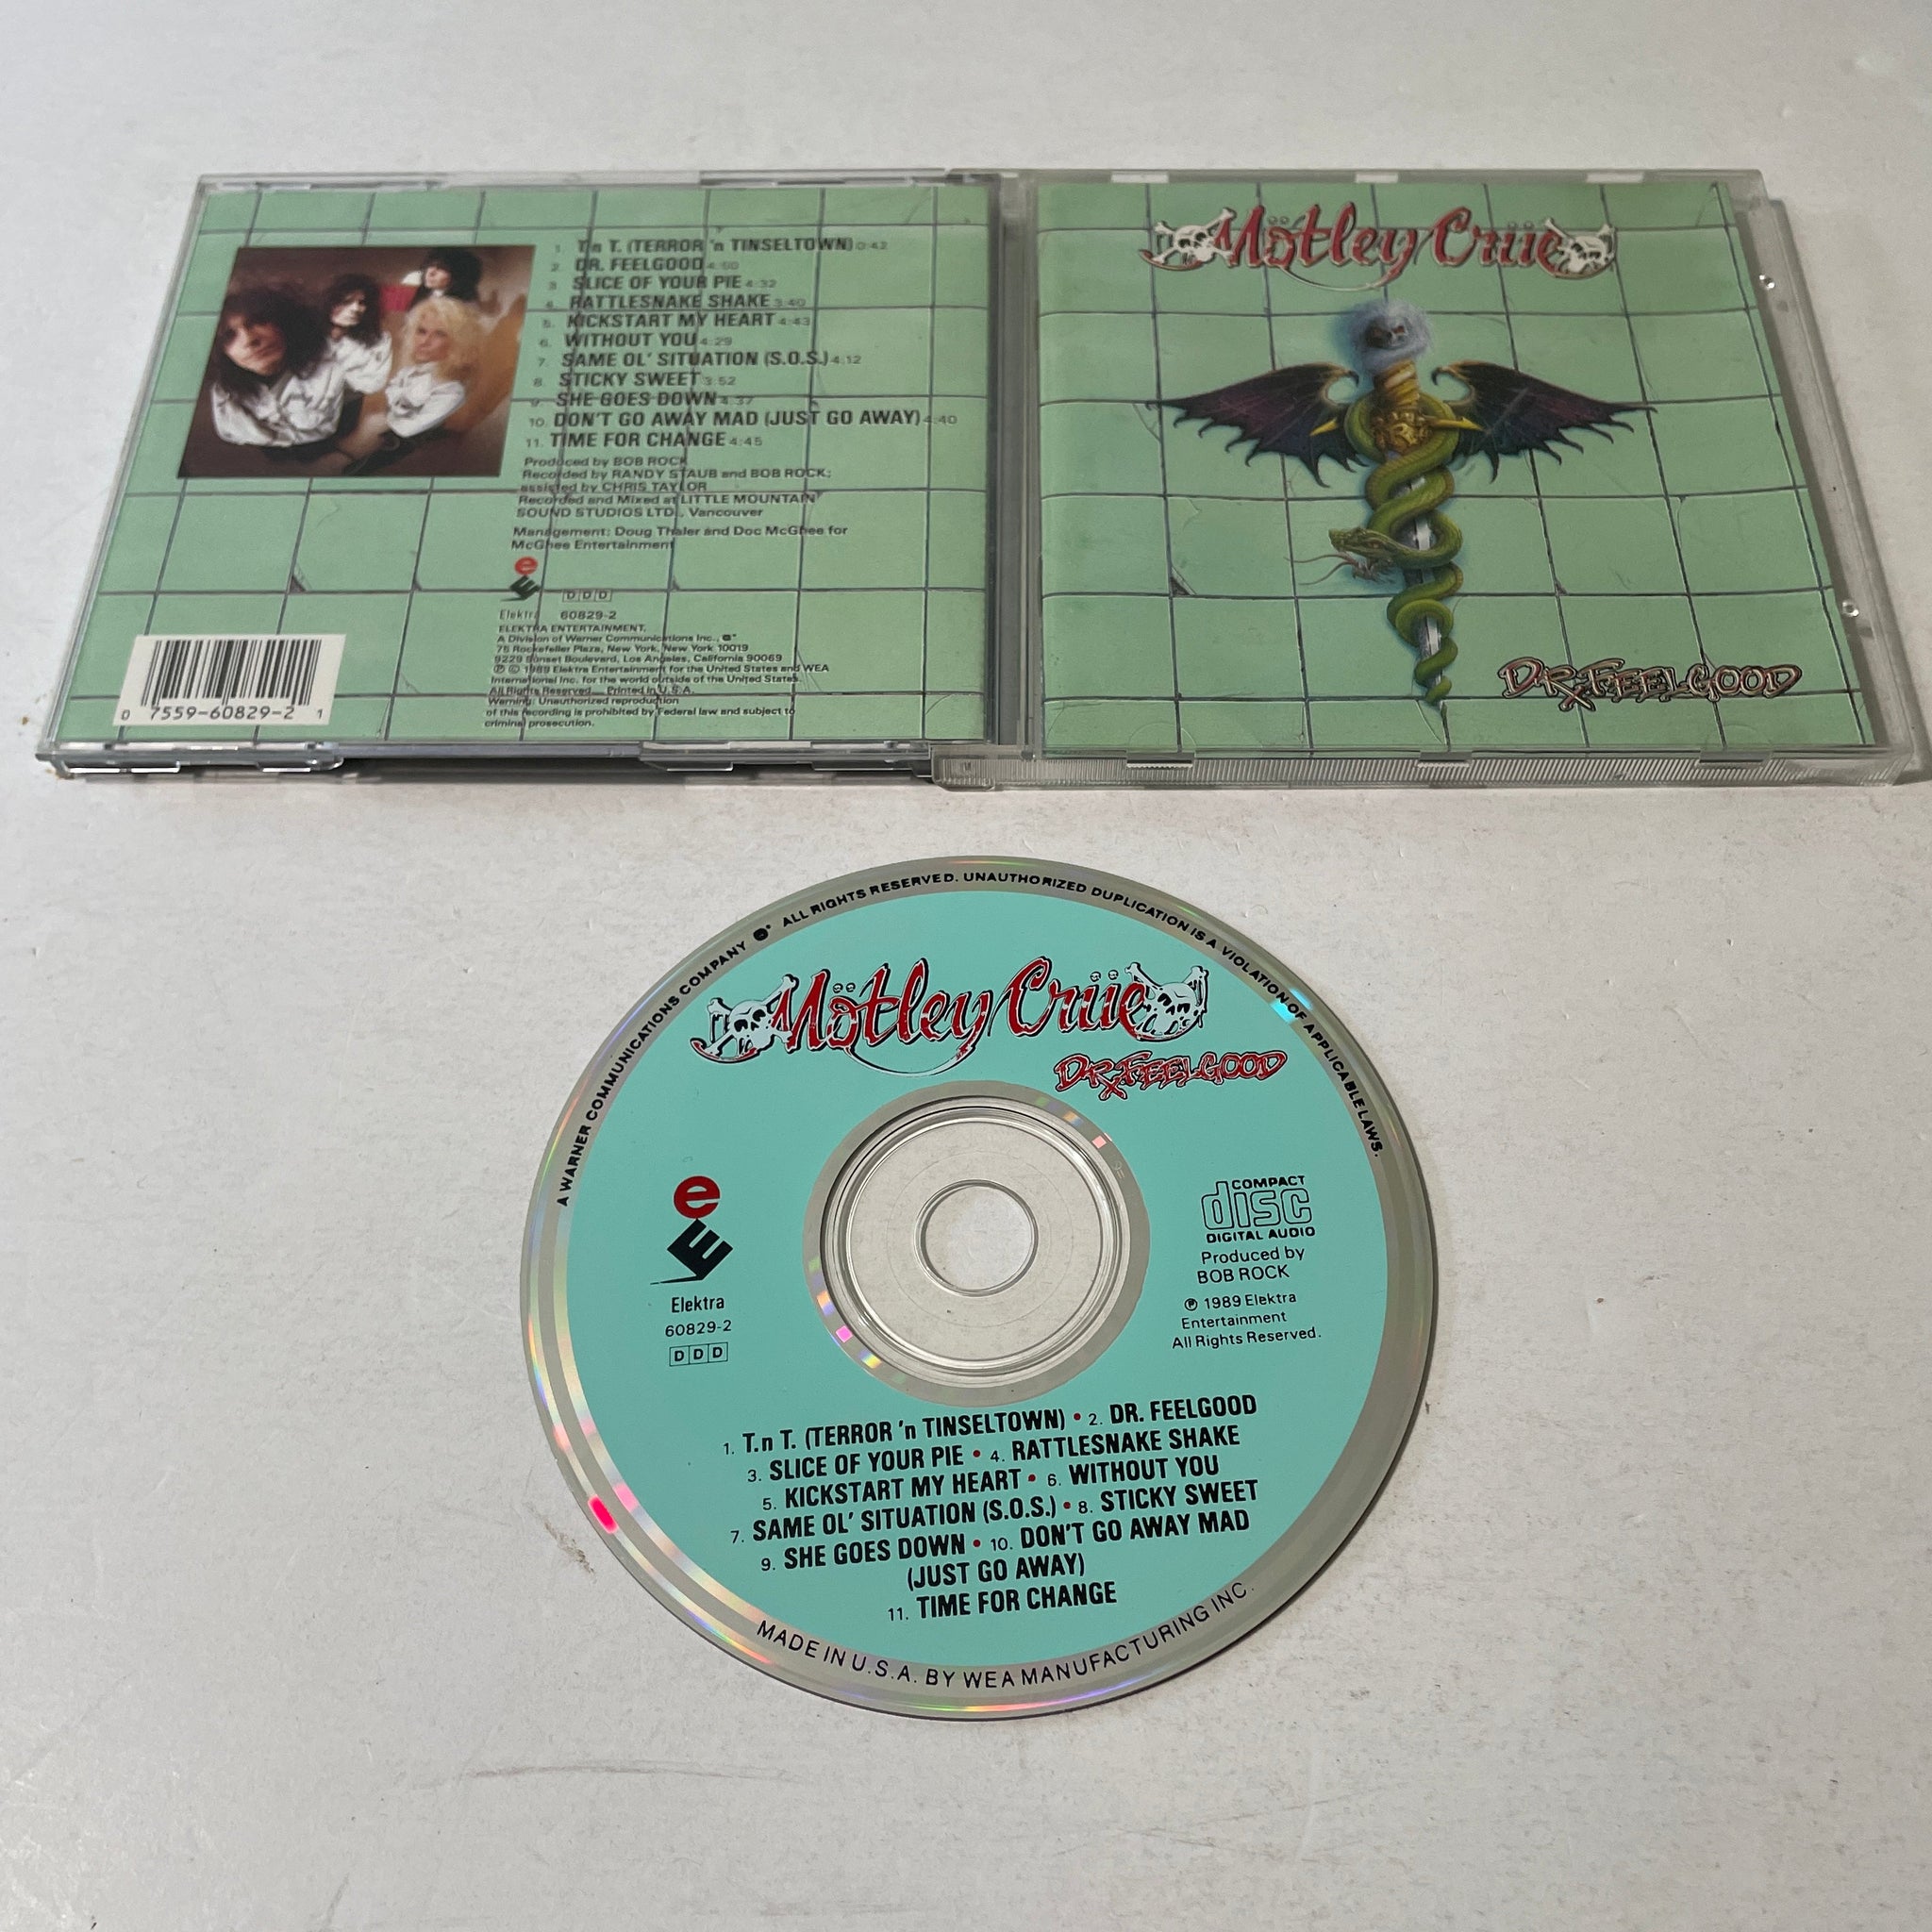 1. T.n T. (TERROR 'n TINSELTOWN) 0:42
2. DR. FEELGOOD 4:50
3. SLICE OF YOUR PIE 4:32
4. RATTLESNAKE SHAKE 3:40
5. KICKSTART MY HEART 4:43
6. WITHOUT YOU 4:29
7. SAME OL' SITUATION (S.O.S.) 4:12
8. STICKY SWEET 3:52
9. SHE GOES DOWN 4:37
10. DON'T GO AWAY MAD (JUST GO AWAY) 4:40
11. TIME FOR CHANGE 4:45
Produced by BOB ROCK
Recorded by RANDY STAUB and BOB ROCK;
assisted by CHRIS TAYLOR
Recorded and Mixed at LITTLE MOUNTAIN
SOUND STUDIOS LTD., Vancouver
Management: Doug Thaler and Doc McGhee for
McGhee Entertainment
e
E
DDD
Elektra 60829-2
ELEKTRA ENTERTAINMENT,
A Division of Warner Communications Inc., e
75 Rockefeller Plaza, New York, New York 10019
9229 Sunset Boulevard, Los Angeles, California 90069
℗ © 1989 Elektra Entertainment for the United States and WEA
International Inc. for the world outside of the United States.
All Rights Reserved. Printed in U.S.A.
Warning: Unauthorized reproduction
of this recording is prohibited by Federal law and subject to
criminal prosecution.
0 7559-60829-2 1
Mötley Crüe
DR. FEELGOOD
A WARNER COMMUNICATIONS COMPANY ALL RIGHTS RESERVED. UNAUTHORIZED DUPLICATION IS A VIOLATION OF APPLICABLE LAWS.
Mötley Crüe
DR. FEELGOOD
e
E
Elektra
60829-2
DDD
COMPACT
disc
DIGITAL AUDIO
Produced by
BOB ROCK
℗ 1989 Elektra
Entertainment
All Rights Reserved.
1. T.n T. (TERROR 'n TINSELTOWN) • 2. DR. FEELGOOD
3. SLICE OF YOUR PIE • 4. RATTLESNAKE SHAKE
5. KICKSTART MY HEART • 6. WITHOUT YOU
7. SAME OL' SITUATION (S.O.S.) • 8. STICKY SWEET
9. SHE GOES DOWN • 10. DON'T GO AWAY MAD
(JUST GO AWAY)
11. TIME FOR CHANGE
MADE IN U.S.A. BY WEA MANUFACTURING INC.